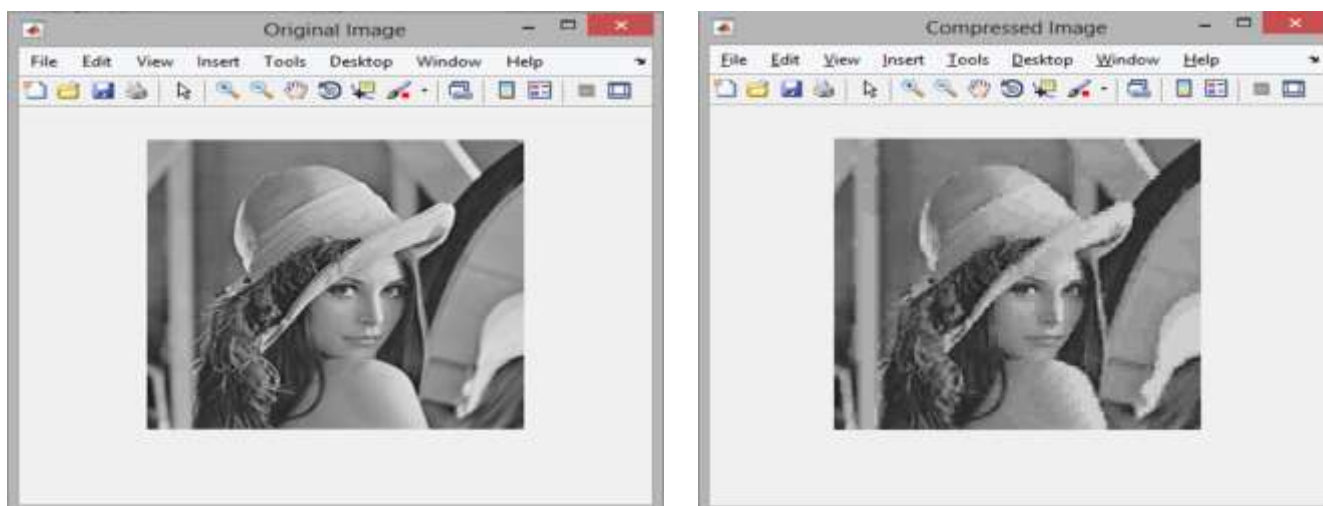 Original Image
File Edit View Insert Tools Desktop Window Help
Compressed Image
File Edit View Insert Tools Desktop Window Help